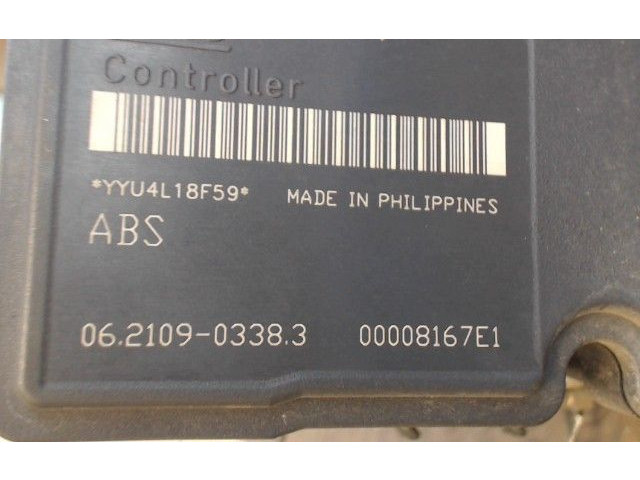 Controller
*YYU4L18F59* MADE IN PHILIPPINES
ABS
06.2109-0338.3 00008167E1